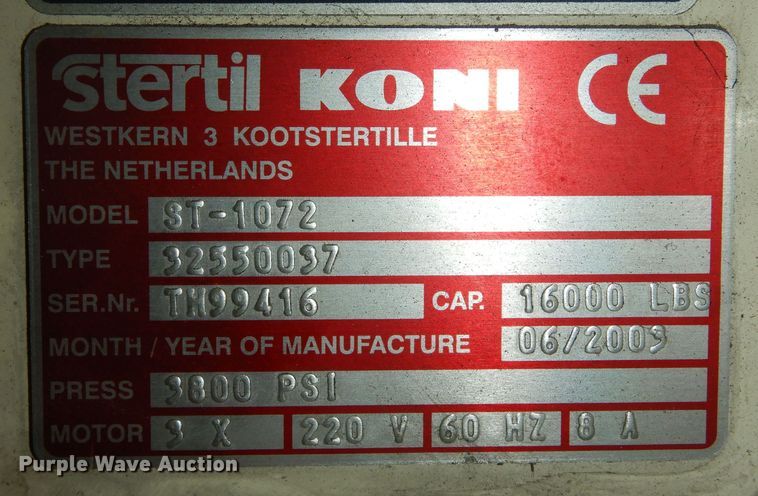 stertil KONI CE
WESTKERN 3 KOOTSTERTILLE
THE NETHERLANDS
MODEL ST-1072
TYPE 32550037
SER.Nr. TH99416 CAP. 16000 LBS
MONTH / YEAR OF MANUFACTURE 06/2003
PRESS 3800 PSI
MOTOR 3 X 220 V 60 HZ 8 A
Purple Wave Auction